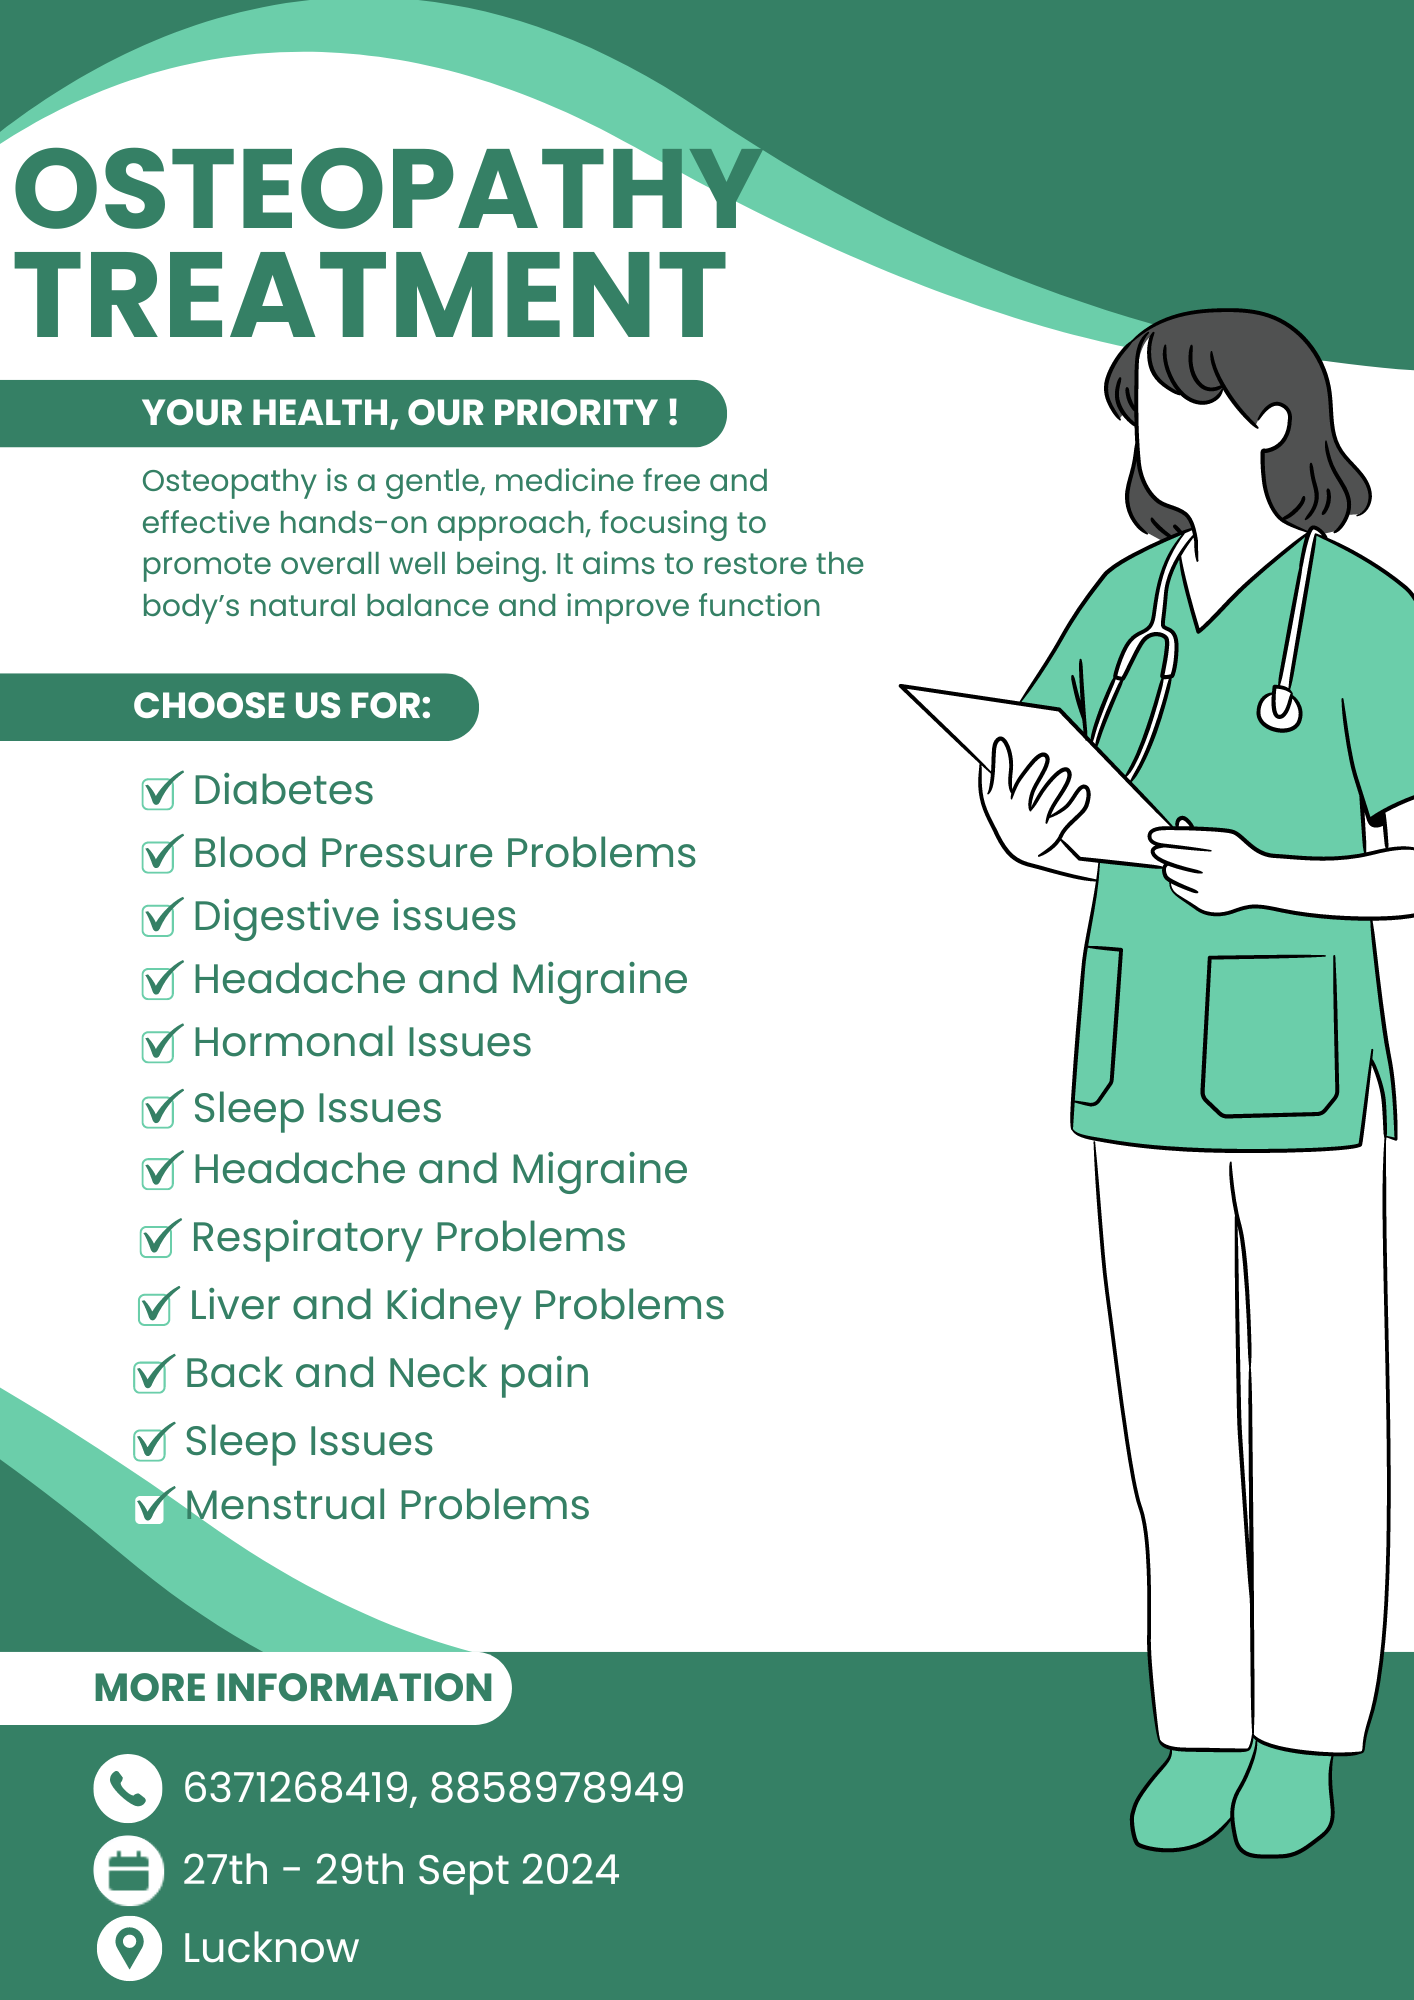 OSTEOPATHY
TREATMENT
YOUR HEALTH, OUR PRIORITY !
Osteopathy is a gentle, medicine free and
effective hands-on approach, focusing to
promote overall well being. It aims to restore the
body's natural balance and improve function
CHOOSE US FOR:
Diabetes
Blood Pressure Problems
Digestive issues
Headache and Migraine
Hormonal Issues
Sleep Issues
Headache and Migraine
Respiratory Problems
Liver and Kidney Problems
Back and Neck pain
Sleep Issues
Menstrual Problems
MORE INFORMATION
6371268419, 8858978949
27th - 29th Sept 2024
Lucknow